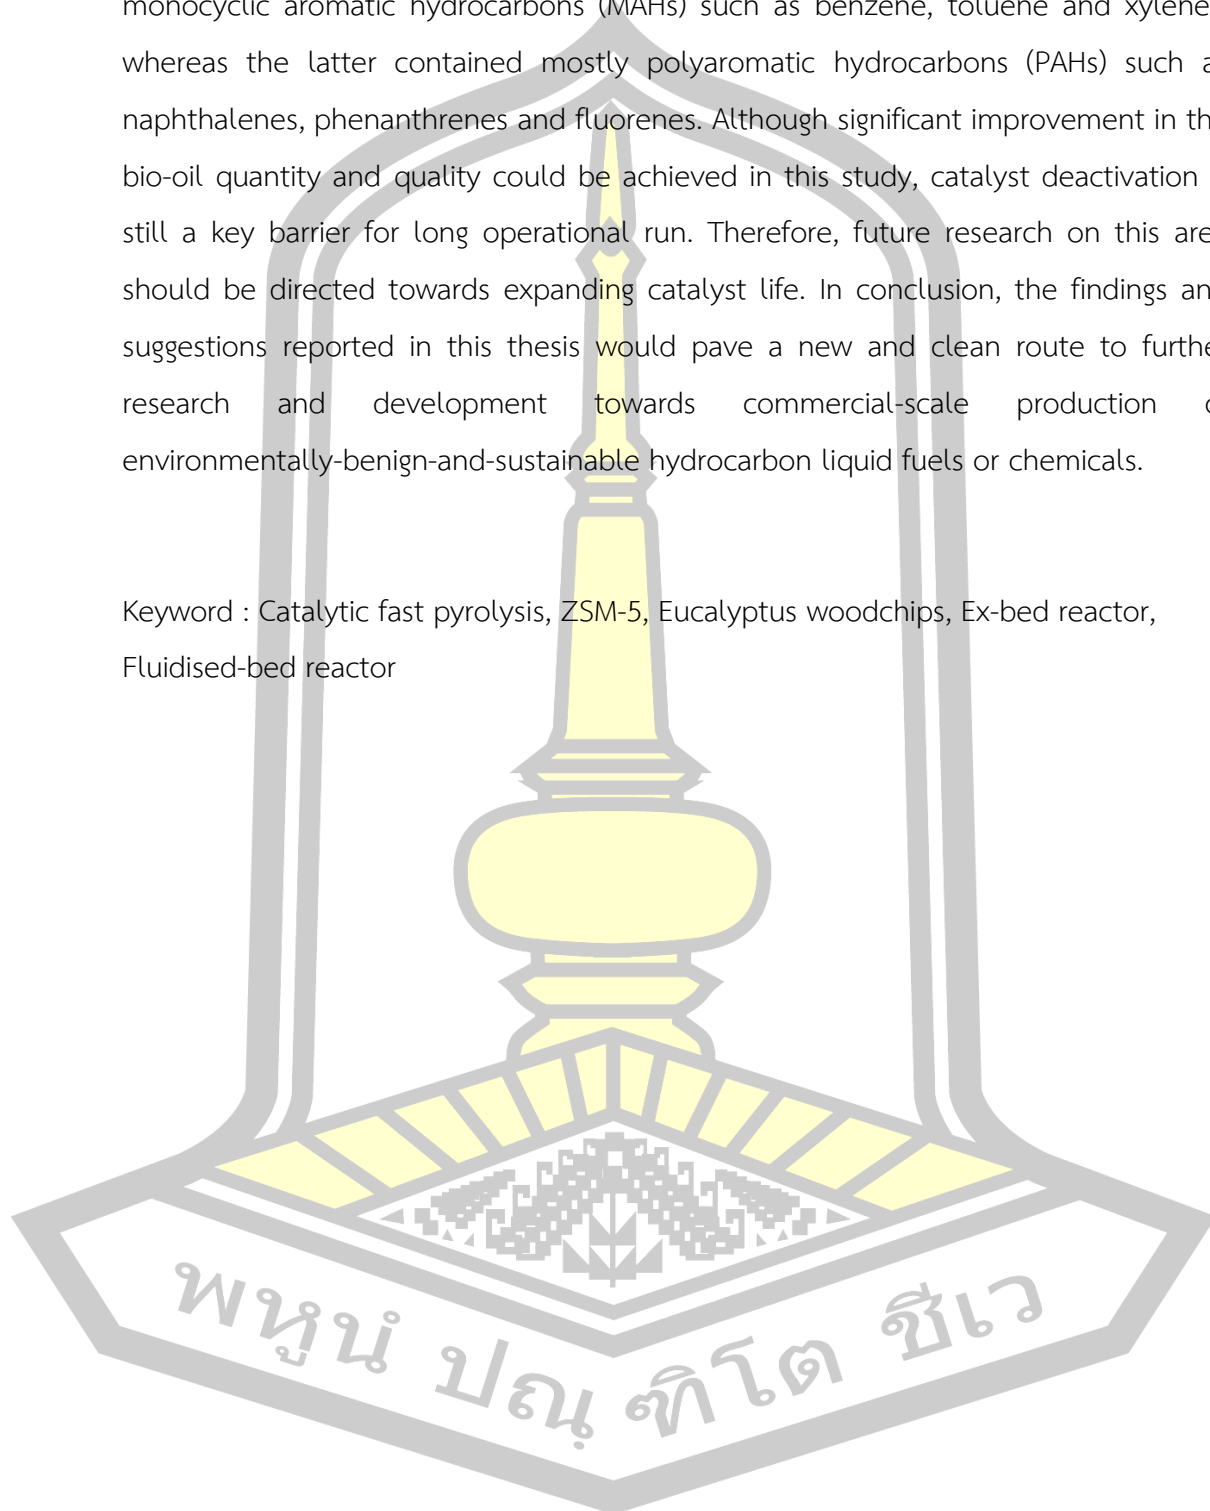 monocyclic aromatic hydrocarbons (MAHs) such as benzene, toluene and xylene
whereas the latter contained mostly polyaromatic hydrocarbons (PAHs) such a
naphthalenes, phenanthrenes and fluorenes. Although significant improvement in th
bio-oil quantity and quality could be achieved in this study, catalyst deactivation
still a key barrier for long operational run. Therefore, future research on this are
should be directed towards expanding catalyst life. In conclusion, the findings an
suggestions reported in this thesis would pave a new and clean route to furthe
research and development towards commercial-scale production o
environmentally-benign-and-sustainable hydrocarbon liquid fuels or chemicals.
Keyword : Catalytic fast pyrolysis, ZSM-5, Eucalyptus woodchips, Ex-bed reactor,
Fluidised-bed reactor
พหูนํ ปณฺ ฑิโต ชีเว